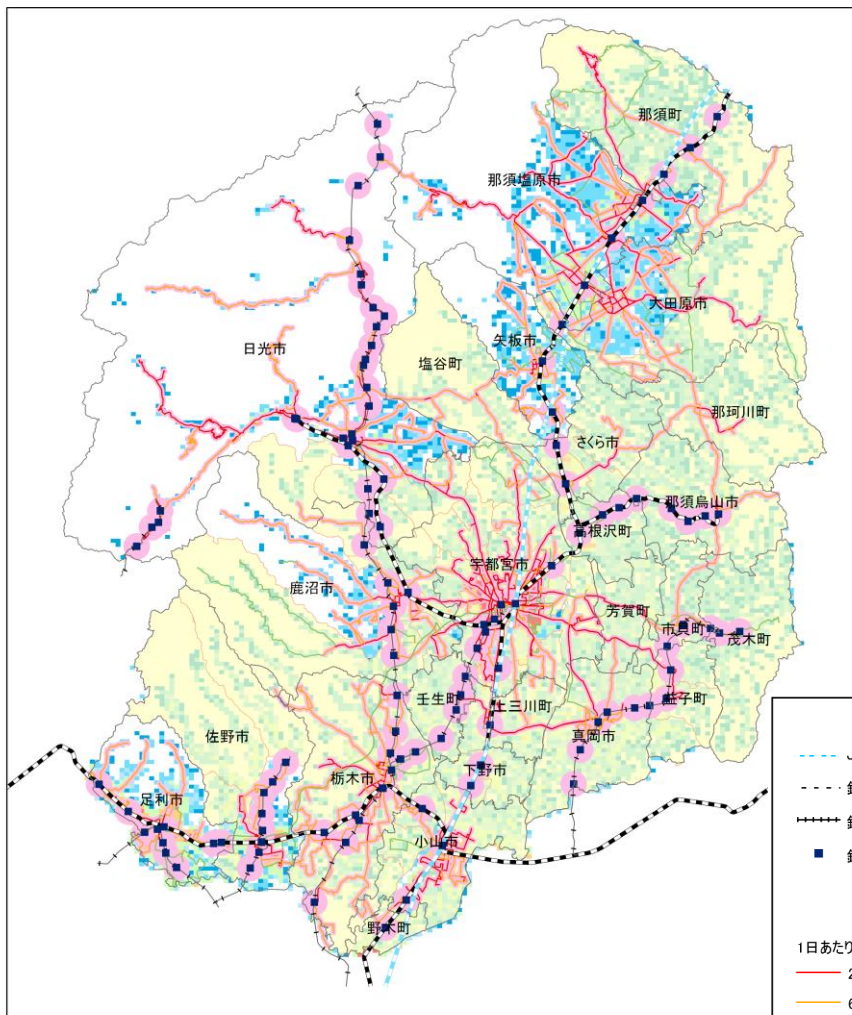 那須町
那須塩原市
大田原市
矢板市
日光市
塩谷町
那珂川町
さくら市
那須烏山市
高根沢町
宇都宮市
鹿沼市
芳賀町
市貝町
茂木町
壬生町
上三川町
益子町
佐野市
真岡市
下野市
栃木市
足利市
小山市
野木町
1日あたり
2
6